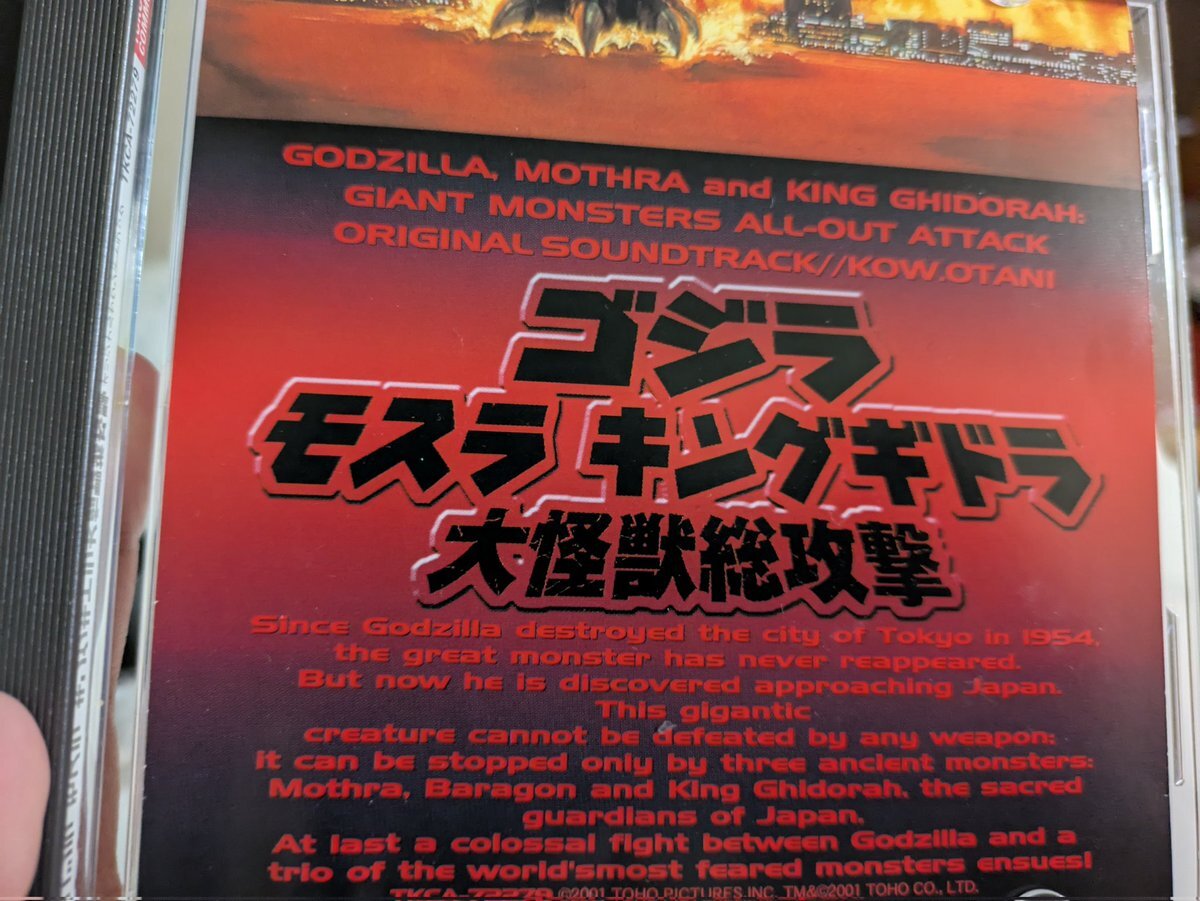 GODZILLA, MOTHRA and KING GHIDORAH:
GIANT MONSTERS ALL-OUT ATTACK
ORIGINAL SOUNDTRACK//KOW.OTANI
ゴジラ
モスラ キングギドラ
大怪獣総攻撃
Since Godzilla destroyed the city of Tokyo in 1954,
the great monster has never reappeared.
But now he is discovered approaching Japan.
This gigantic
creature cannot be defeated by any weapon;
it can be stopped only by three ancient monsters:
Mothra, Baragon and King Ghidorah, the sacred
guardians of Japan.
At last a colossal fight between Godzilla and a
trio of the world'smost feared monsters ensues!
TKCA-72279 ©2001 TOHO PICTURES,INC. TM&©2001 TOHO CO., LTD.
TKCA-72279